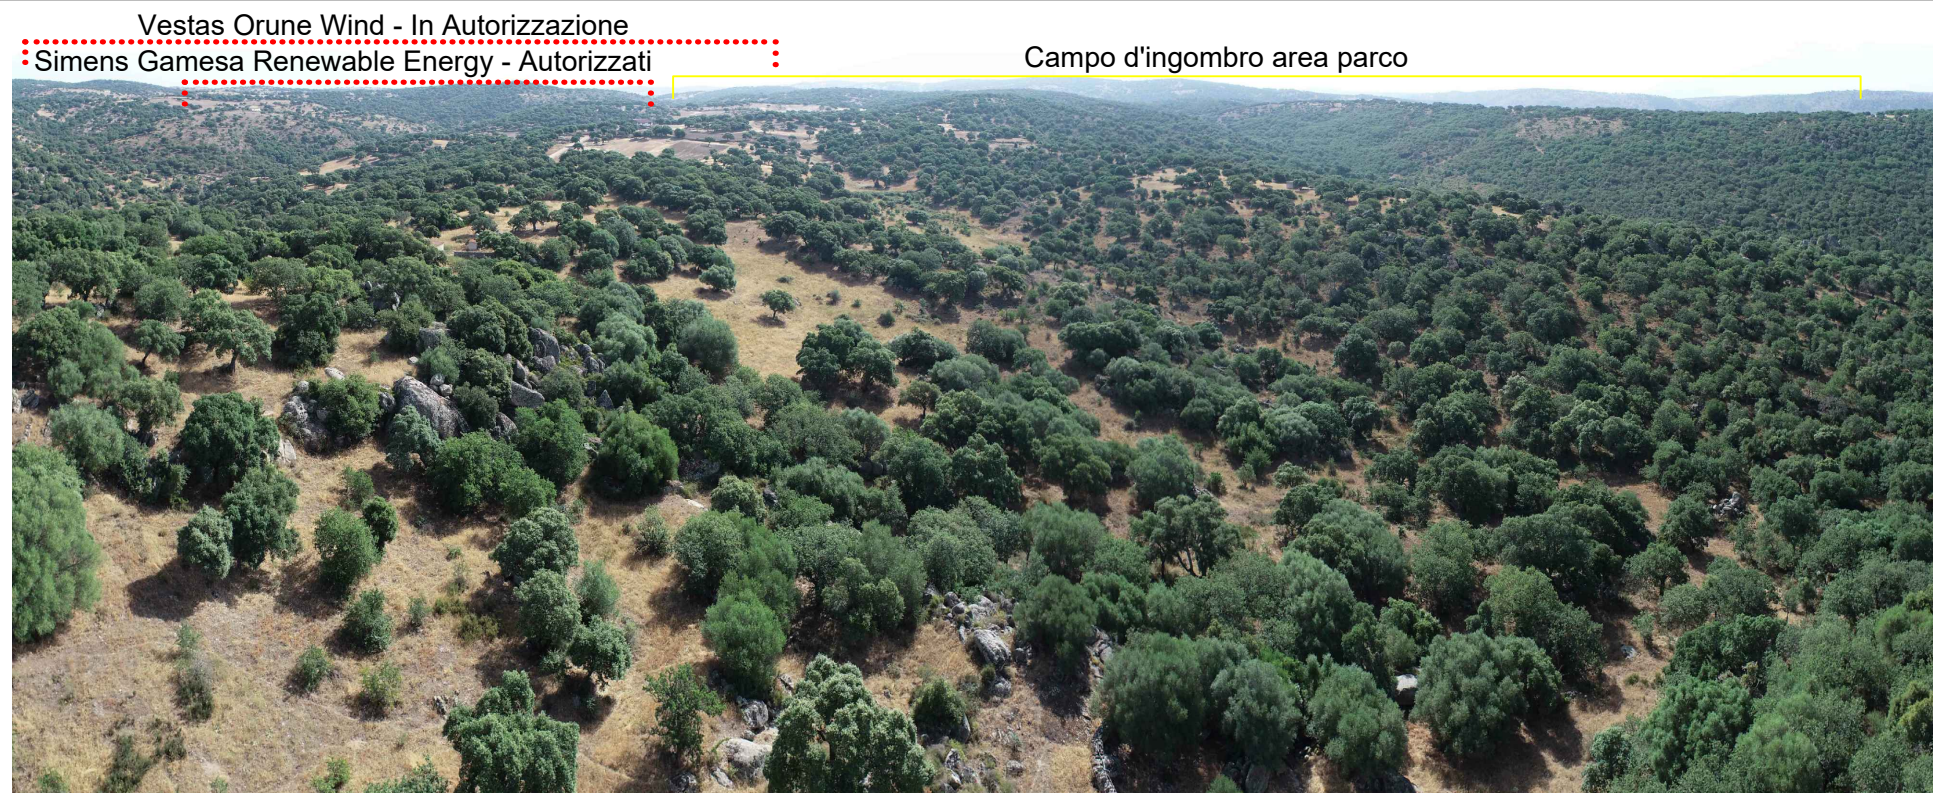 Vestas Orune Wind - In Autorizzazione
Simens Gamesa Renewable Energy - Autorizzati
Campo d'ingombro area parco